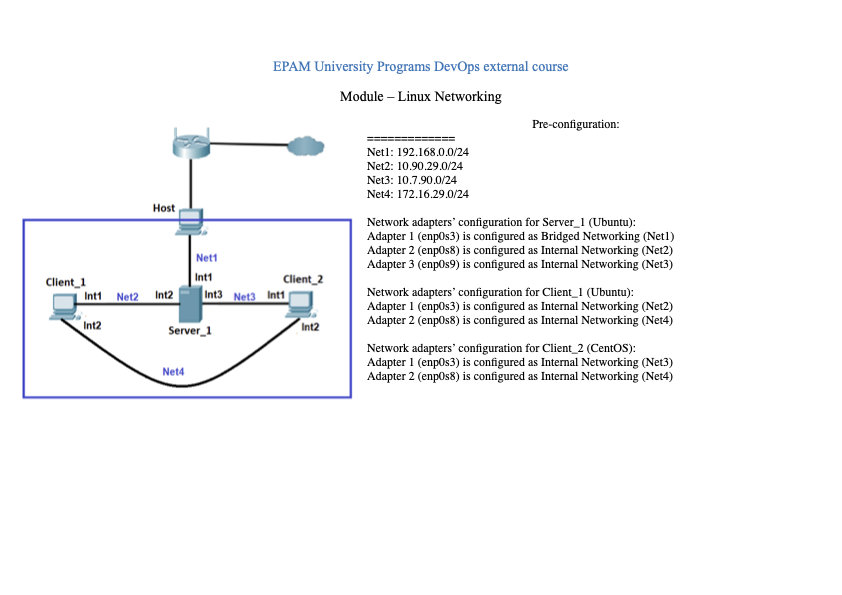 EPAM University Programs DevOps external course
Module – Linux Networking
Pre-configuration:
=============
Net1: 192.168.0.0/24
Net2: 10.90.29.0/24
Net3: 10.7.90.0/24
Net4: 172.16.29.0/24
Network adapters’ configuration for Server_1 (Ubuntu):
Adapter 1 (enp0s3) is configured as Bridged Networking (Net1)
Adapter 2 (enp0s8) is configured as Internal Networking (Net2)
Adapter 3 (enp0s9) is configured as Internal Networking (Net3)
Network adapters’ configuration for Client_1 (Ubuntu):
Adapter 1 (enp0s3) is configured as Internal Networking (Net2)
Adapter 2 (enp0s8) is configured as Internal Networking (Net4)
Network adapters’ configuration for Client_2 (CentOS):
Adapter 1 (enp0s3) is configured as Internal Networking (Net3)
Adapter 2 (enp0s8) is configured as Internal Networking (Net4)
Host
Net1
Int1
Client_1
Client_2
Int1 Net2 Int2 Int3 Net3 Int1
Int2
Server_1
Int2
Net4